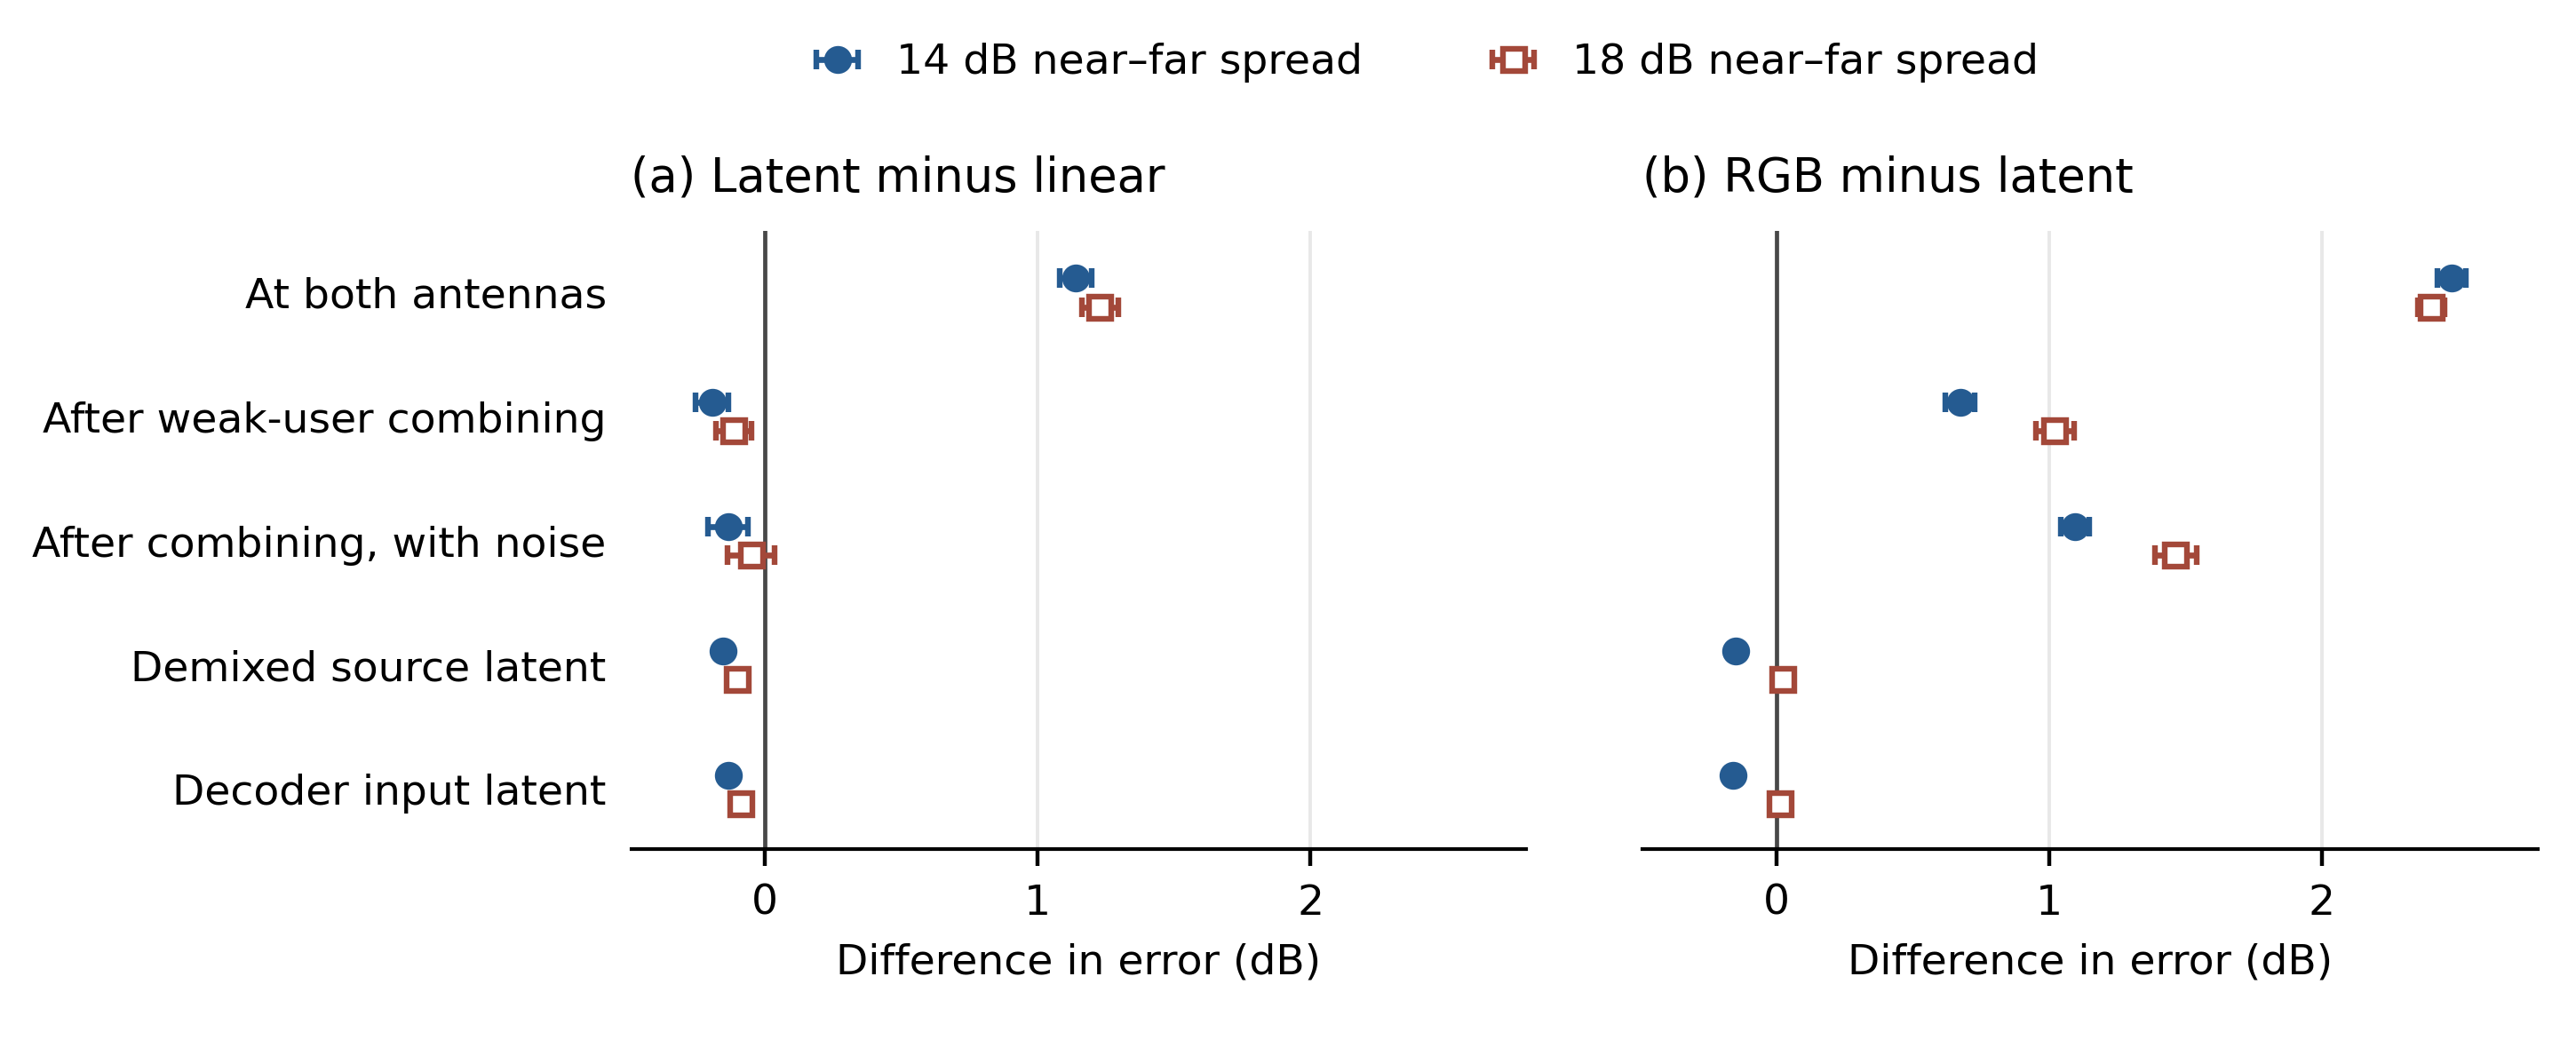 14 dB near–far spread
18 dB near–far spread
(a) Latent minus linear
(b) RGB minus latent
At both antennas
After weak-user combining
After combining, with noise
Demixed source latent
Decoder input latent
0 1 2
0 1 2
Difference in error (dB)
Difference in error (dB)